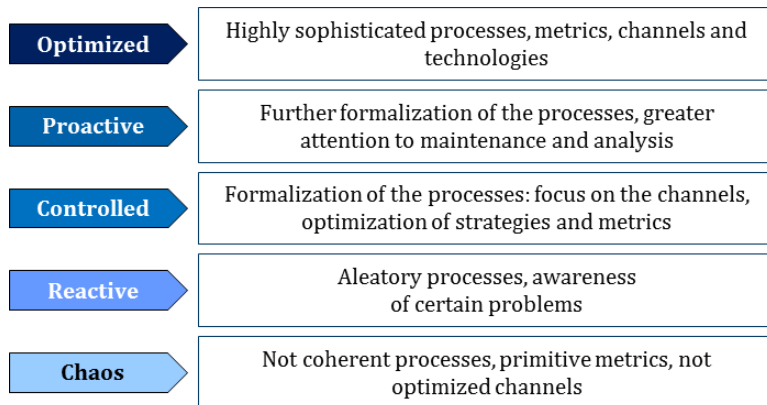 Optimized
Highly sophisticated processes, metrics, channels and
technologies
Proactive
Further formalization of the processes, greater
attention to maintenance and analysis
Controlled
Formalization of the processes: focus on the channels,
optimization of strategies and metrics
Reactive
Aleatory processes, awareness
of certain problems
Chaos
Not coherent processes, primitive metrics, not
optimized channels